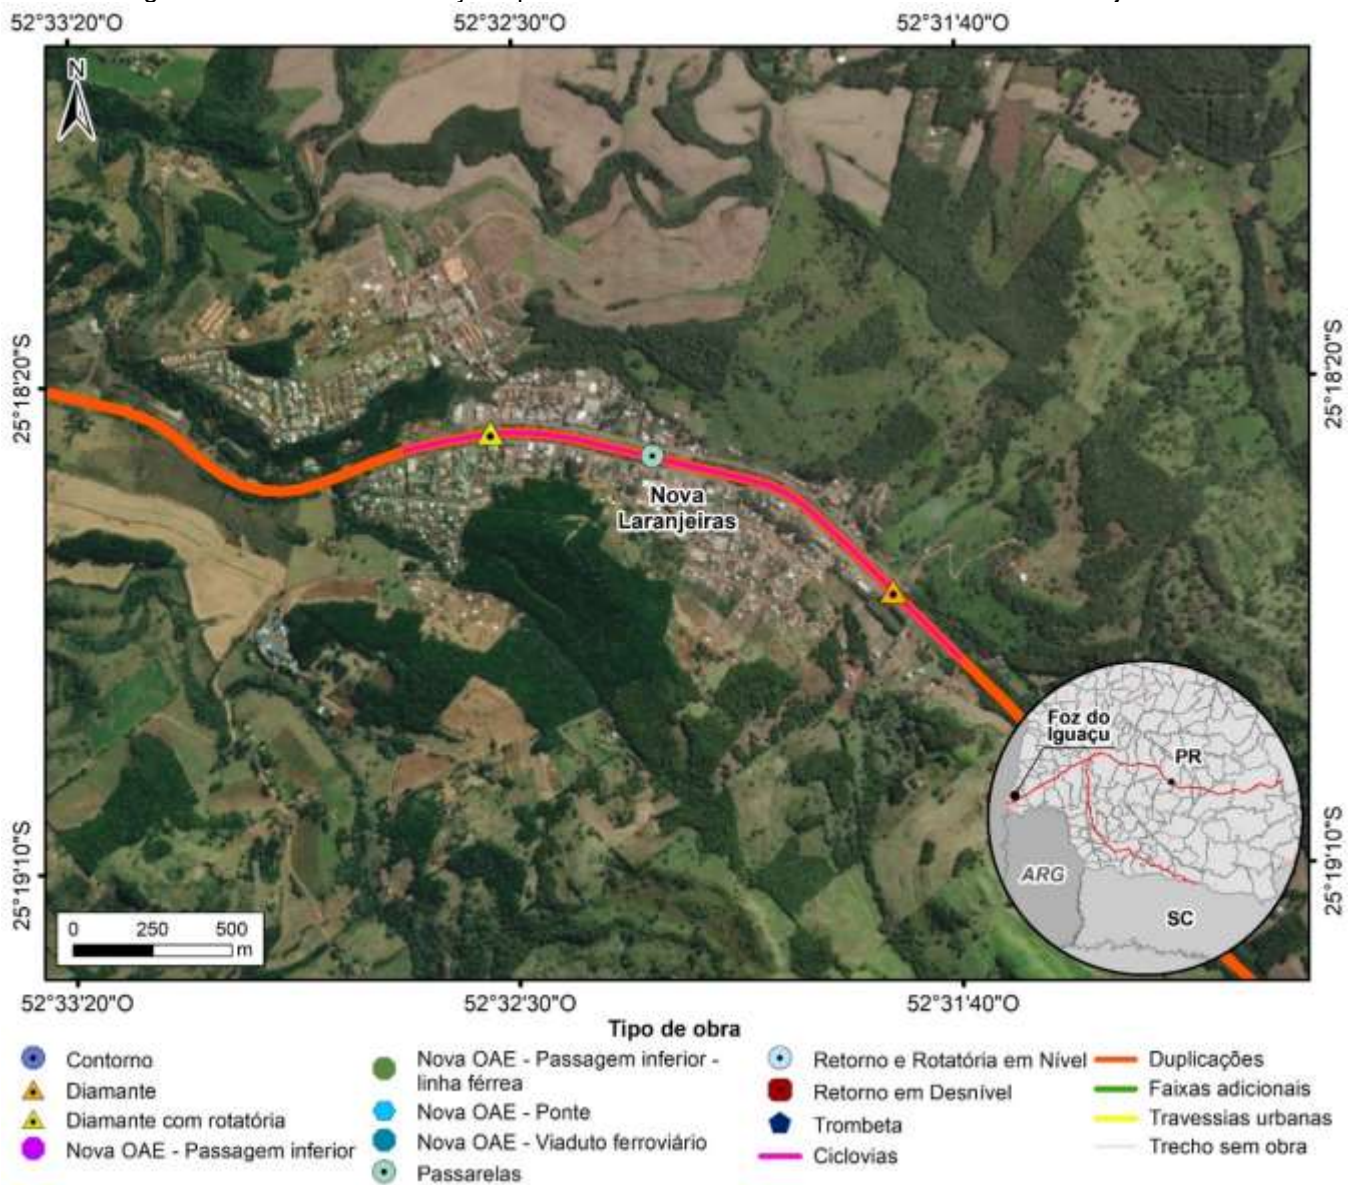 52°33'20"O 52°32'30"O 52°31'40"O
N
25°18'20"S
25°18'20"S
Nova
Laranjeiras
Foz do
Iguaçu
PR
ARG
SC
25°19'10"S
25°19'10"S
0 250 500
m
52°33'20"O 52°32'30"O 52°31'40"O
Tipo de obra
Contorno
Diamante
Diamante com rotatória
Nova OAE - Passagem inferior
Nova OAE - Passagem inferior -
linha férrea
Nova OAE - Ponte
Nova OAE - Viaduto ferroviário
Passarelas
Retorno e Rotatória em Nível
Retorno em Desnível
Trombeta
Ciclovias
Duplicações
Faixas adicionais
Travessias urbanas
Trecho sem obra